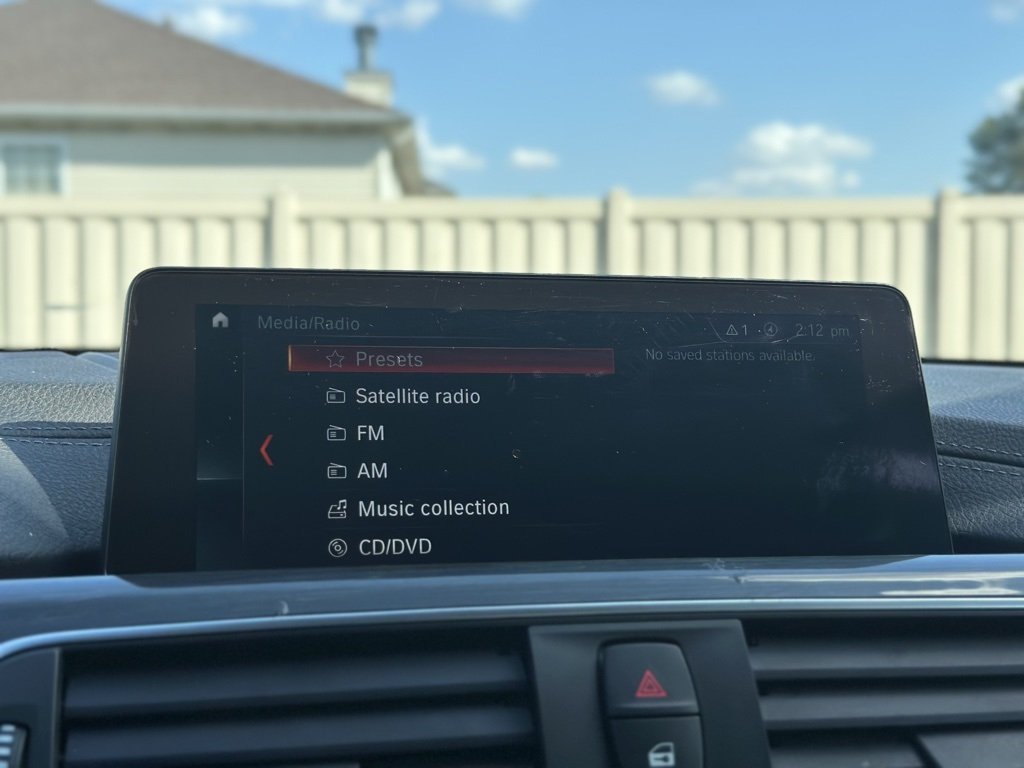 Media/Radio
1 2:12 pm
Presets
No saved stations available.
Satellite radio
FM
AM
Music collection
CD/DVD